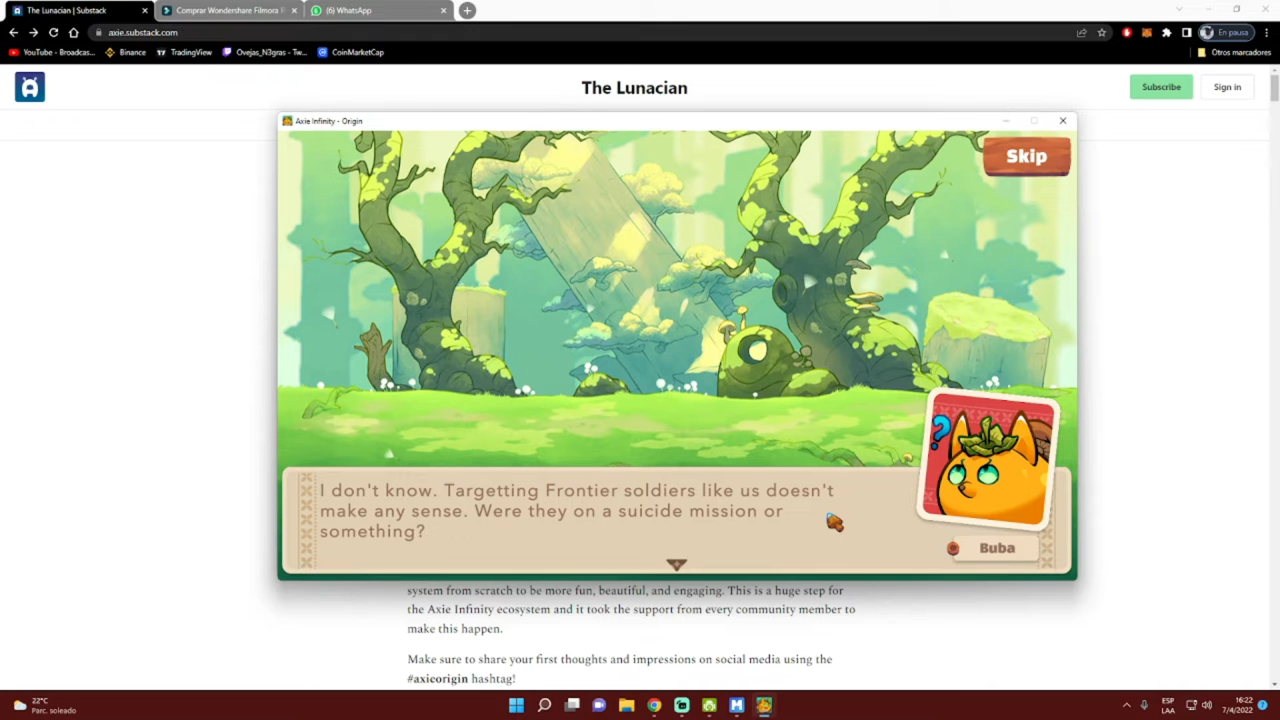 The Lunacian | Substack
Comprar Wondershare Filmora
(6) WhatsApp
axie.substack.com
En pausa
YouTube - Broadcas...
Binance
TradingView
Ovejas_N3gras - Tw...
CoinMarketCap
Otros marcadores
The Lunacian
Subscribe
Sign in
Axie Infinity - Origin
Skip
I don't know. Targetting Frontier soldiers like us doesn't
make any sense. Were they on a suicide mission or
something?
Buba
system from scratch to be more fun, beautiful, and engaging. This is a huge step for
the Axie Infinity ecosystem and it took the support from every community member to
make this happen.
Make sure to share your first thoughts and impressions on social media using the
#axieorigin hashtag!
22°C
Parc. soleado
ESP
LAA
16:22
7/4/2022